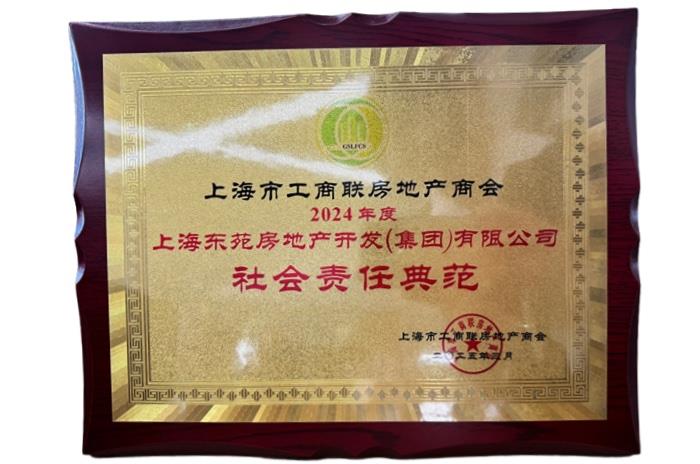 GSLFCS
上海市工商联房地产商会
2024年度
上海东苑房地产开发(集团)有限公司
社会责任典范
上海市工商联房地产商会
二〇二五年三月